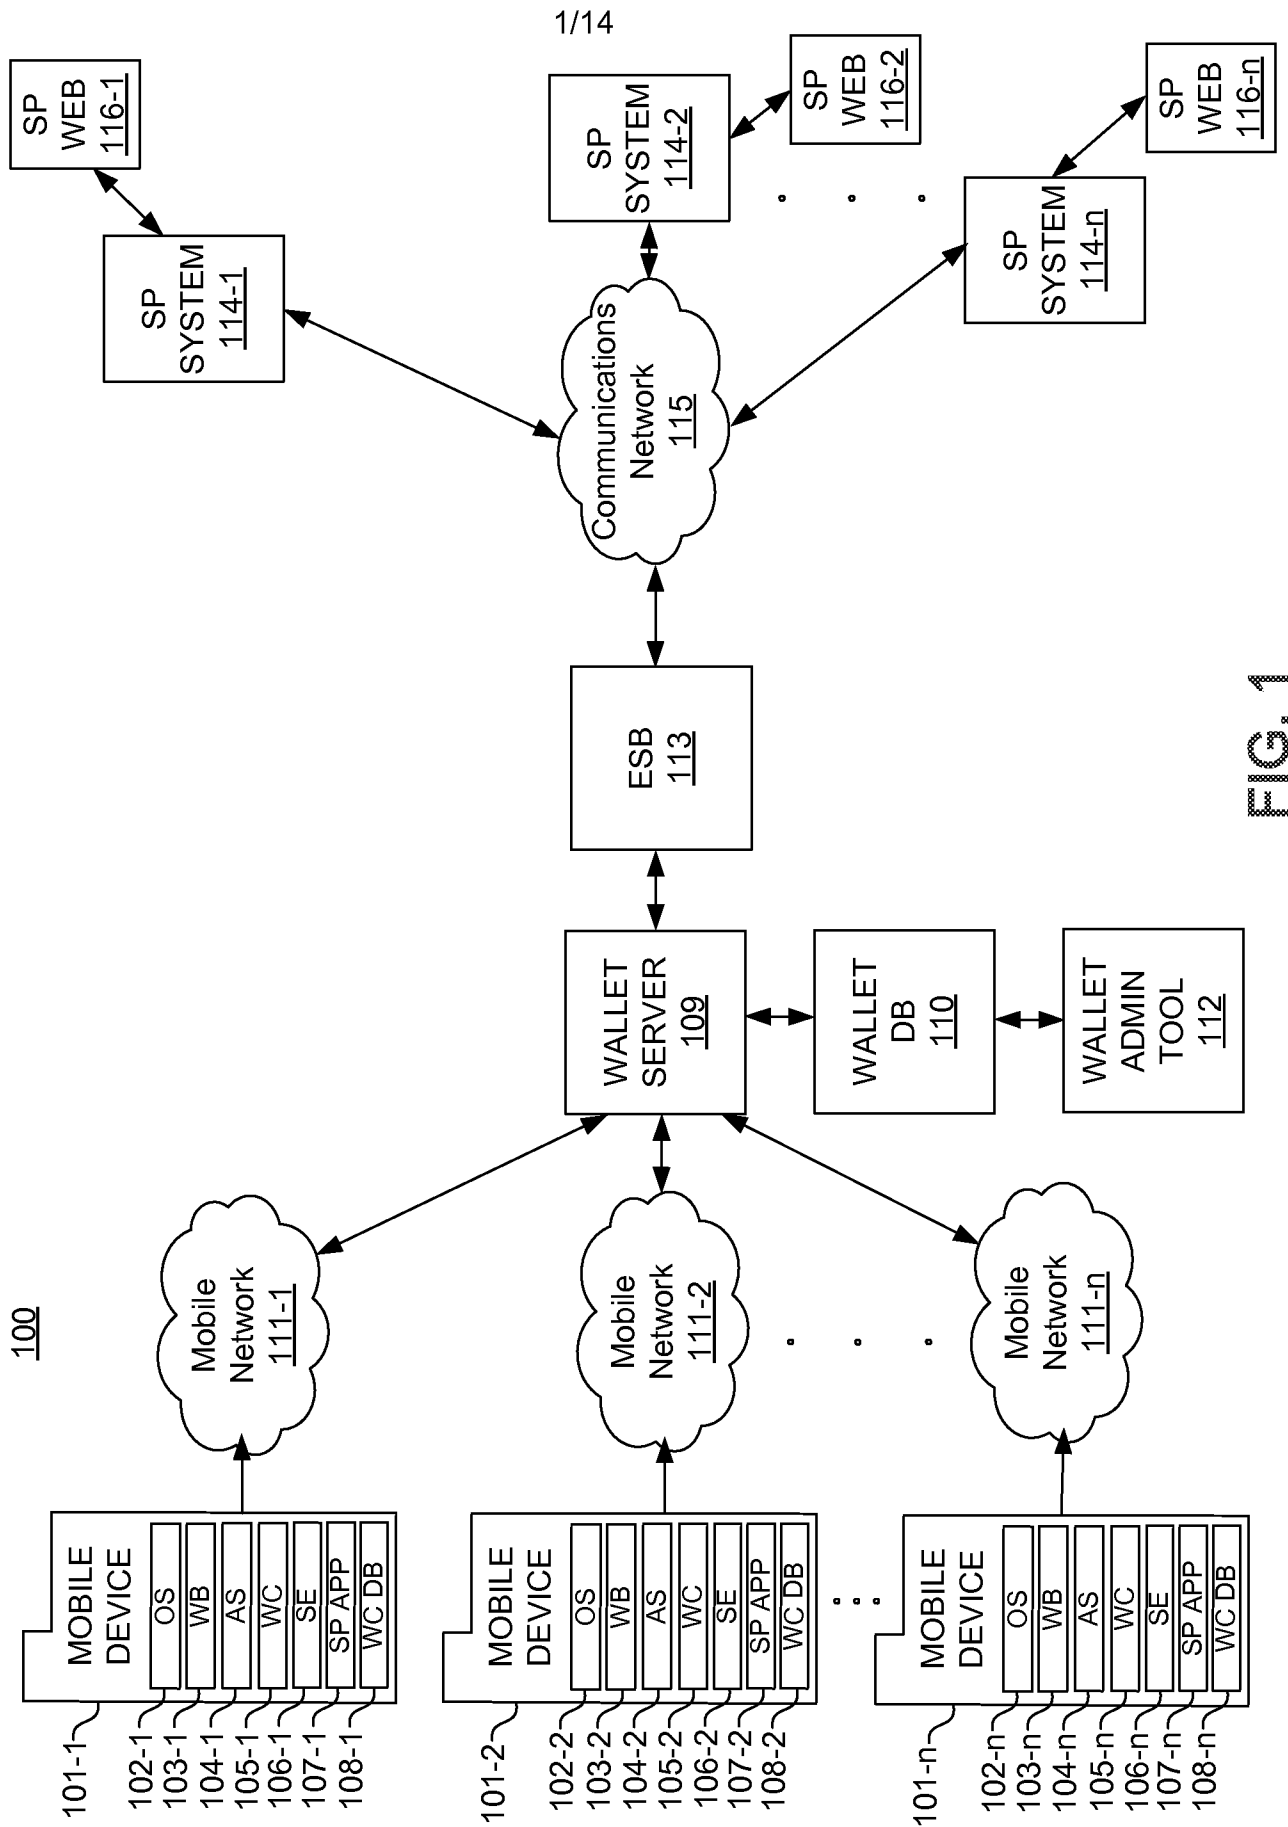 1/14
100
MOBILE
DEVICE
OS
WB
AS
WC
SE
SP APP
WC DB
101-1
102-1
103-1
104-1
105-1
106-1
107-1
108-1
MOBILE
DEVICE
OS
WB
AS
WC
SE
SP APP
WC DB
101-2
102-2
103-2
104-2
105-2
106-2
107-2
108-2
MOBILE
DEVICE
OS
WB
AS
WC
SE
SP APP
WC DB
101-n
102-n
103-n
104-n
105-n
106-n
107-n
108-n
Mobile
Network
111-1
Mobile
Network
111-2
Mobile
Network
111-n
WALLET
SERVER
109
WALLET
DB
110
WALLET
ADMIN
TOOL
112
ESB
113
Communications
Network
115
SP
SYSTEM
114-1
SP
WEB
116-1
SP
SYSTEM
114-2
SP
WEB
116-2
SP
SYSTEM
114-n
SP
WEB
116-n
FIG. 1